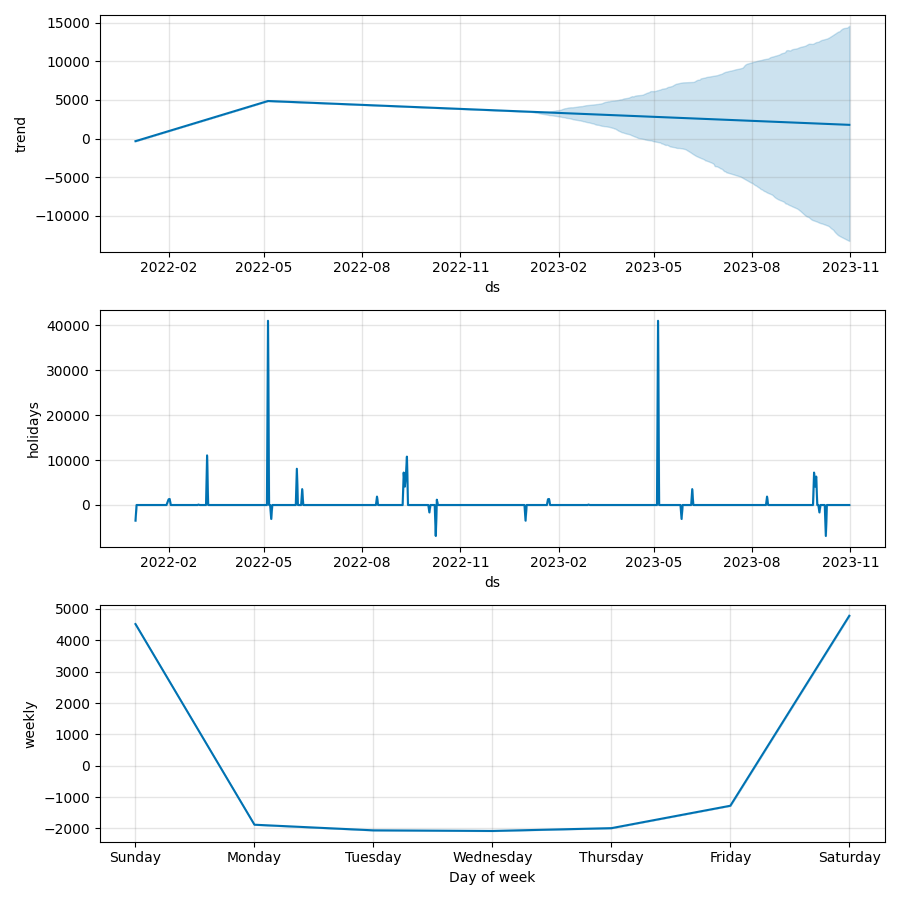 15000
10000
5000
0
−5000
−10000
trend
2022-02 2022-05 2022-08 2022-11 2023-02 2023-05 2023-08 2023-11
ds
40000
30000
20000
10000
0
holidays
2022-02 2022-05 2022-08 2022-11 2023-02 2023-05 2023-08 2023-11
ds
5000
4000
3000
2000
1000
0
−1000
−2000
weekly
Sunday Monday Tuesday Wednesday Thursday Friday Saturday
Day of week